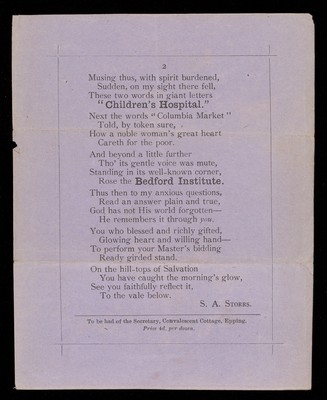 2
Musing thus, with spirit burdened,
Sudden, on my sight there fell,
These two words in giant letters
"Children's Hospital."
Next the words "Columbia Market"
Told, by token sure,
How a noble woman's great heart
Careth for the poor.
And beyond a little further
Tho' its gentle voice was mute,
Standing in its well-known corner,
Rose the Bedford Institute.
Thus then to my anxious questions,
Read an answer plain and true,
God has not His world forgotten—
He remembers it through you.
You who blessed and richly gifted,
Glowing heart and willing hand—
To perform your Master's bidding
Ready girded stand.
On the hill-tops of Salvation
You have caught the morning's glow,
See you faithfully reflect it,
To the vale below.
S. A. Storrs.
To be had of the Secretary, Convalescent Cottage, Epping.
Price 4d. per dozen.